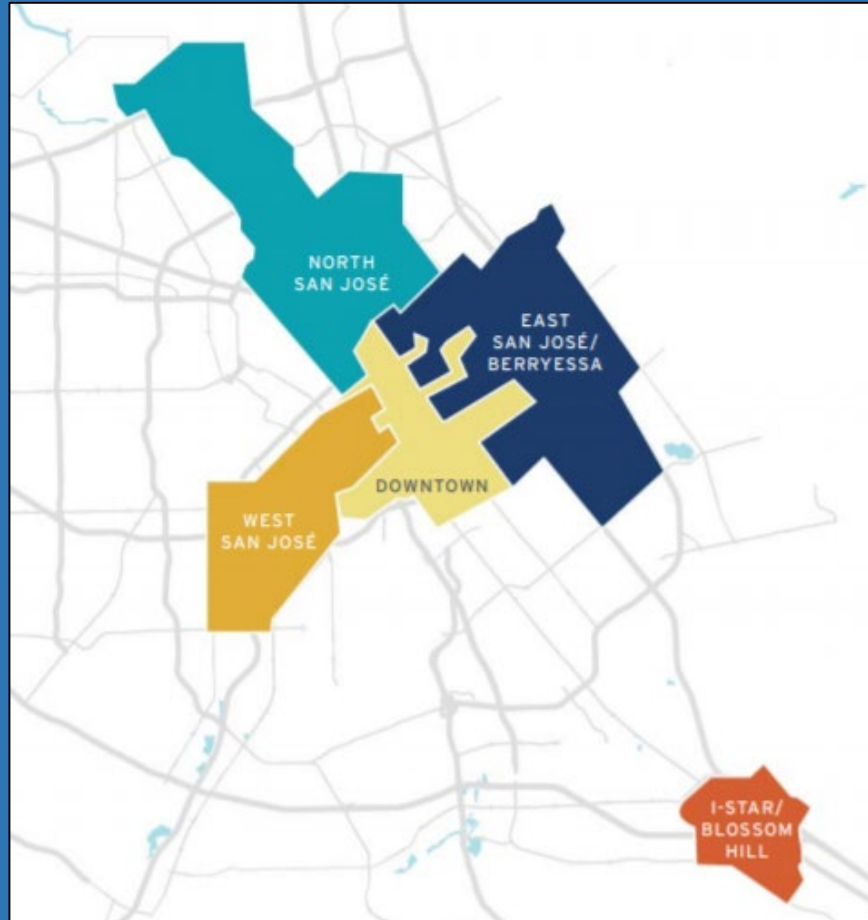 NORTH
SAN JOSÉ
EAST
SAN JOSÉ/
BERRYESSA
DOWNTOWN
WEST
SAN JOSÉ
I-STAR/
BLOSSOM
HILL